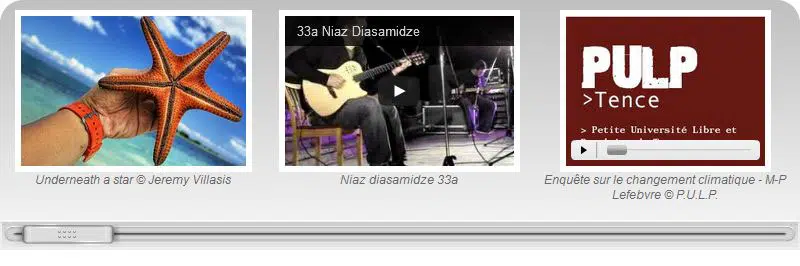 33a Niaz Diasamidze
PULP
>Tence
> Petite Université Libre et
Underneath a star © Jeremy Villasis
Niaz diasamidze 33a
Enquête sur le changement climatique - M-P
Lefebvre © P.U.L.P.